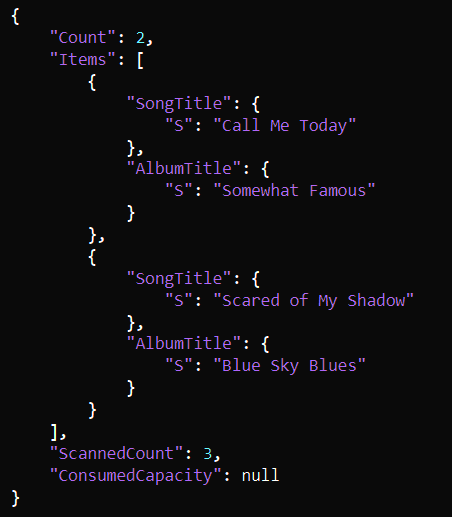 {
    "Count": 2,
    "Items": [
        {
            "SongTitle": {
                "S": "Call Me Today"
            },
            "AlbumTitle": {
                "S": "Somewhat Famous"
            }
        },
        {
            "SongTitle": {
                "S": "Scared of My Shadow"
            },
            "AlbumTitle": {
                "S": "Blue Sky Blues"
            }
        }
    ],
    "ScannedCount": 3,
    "ConsumedCapacity": null
}